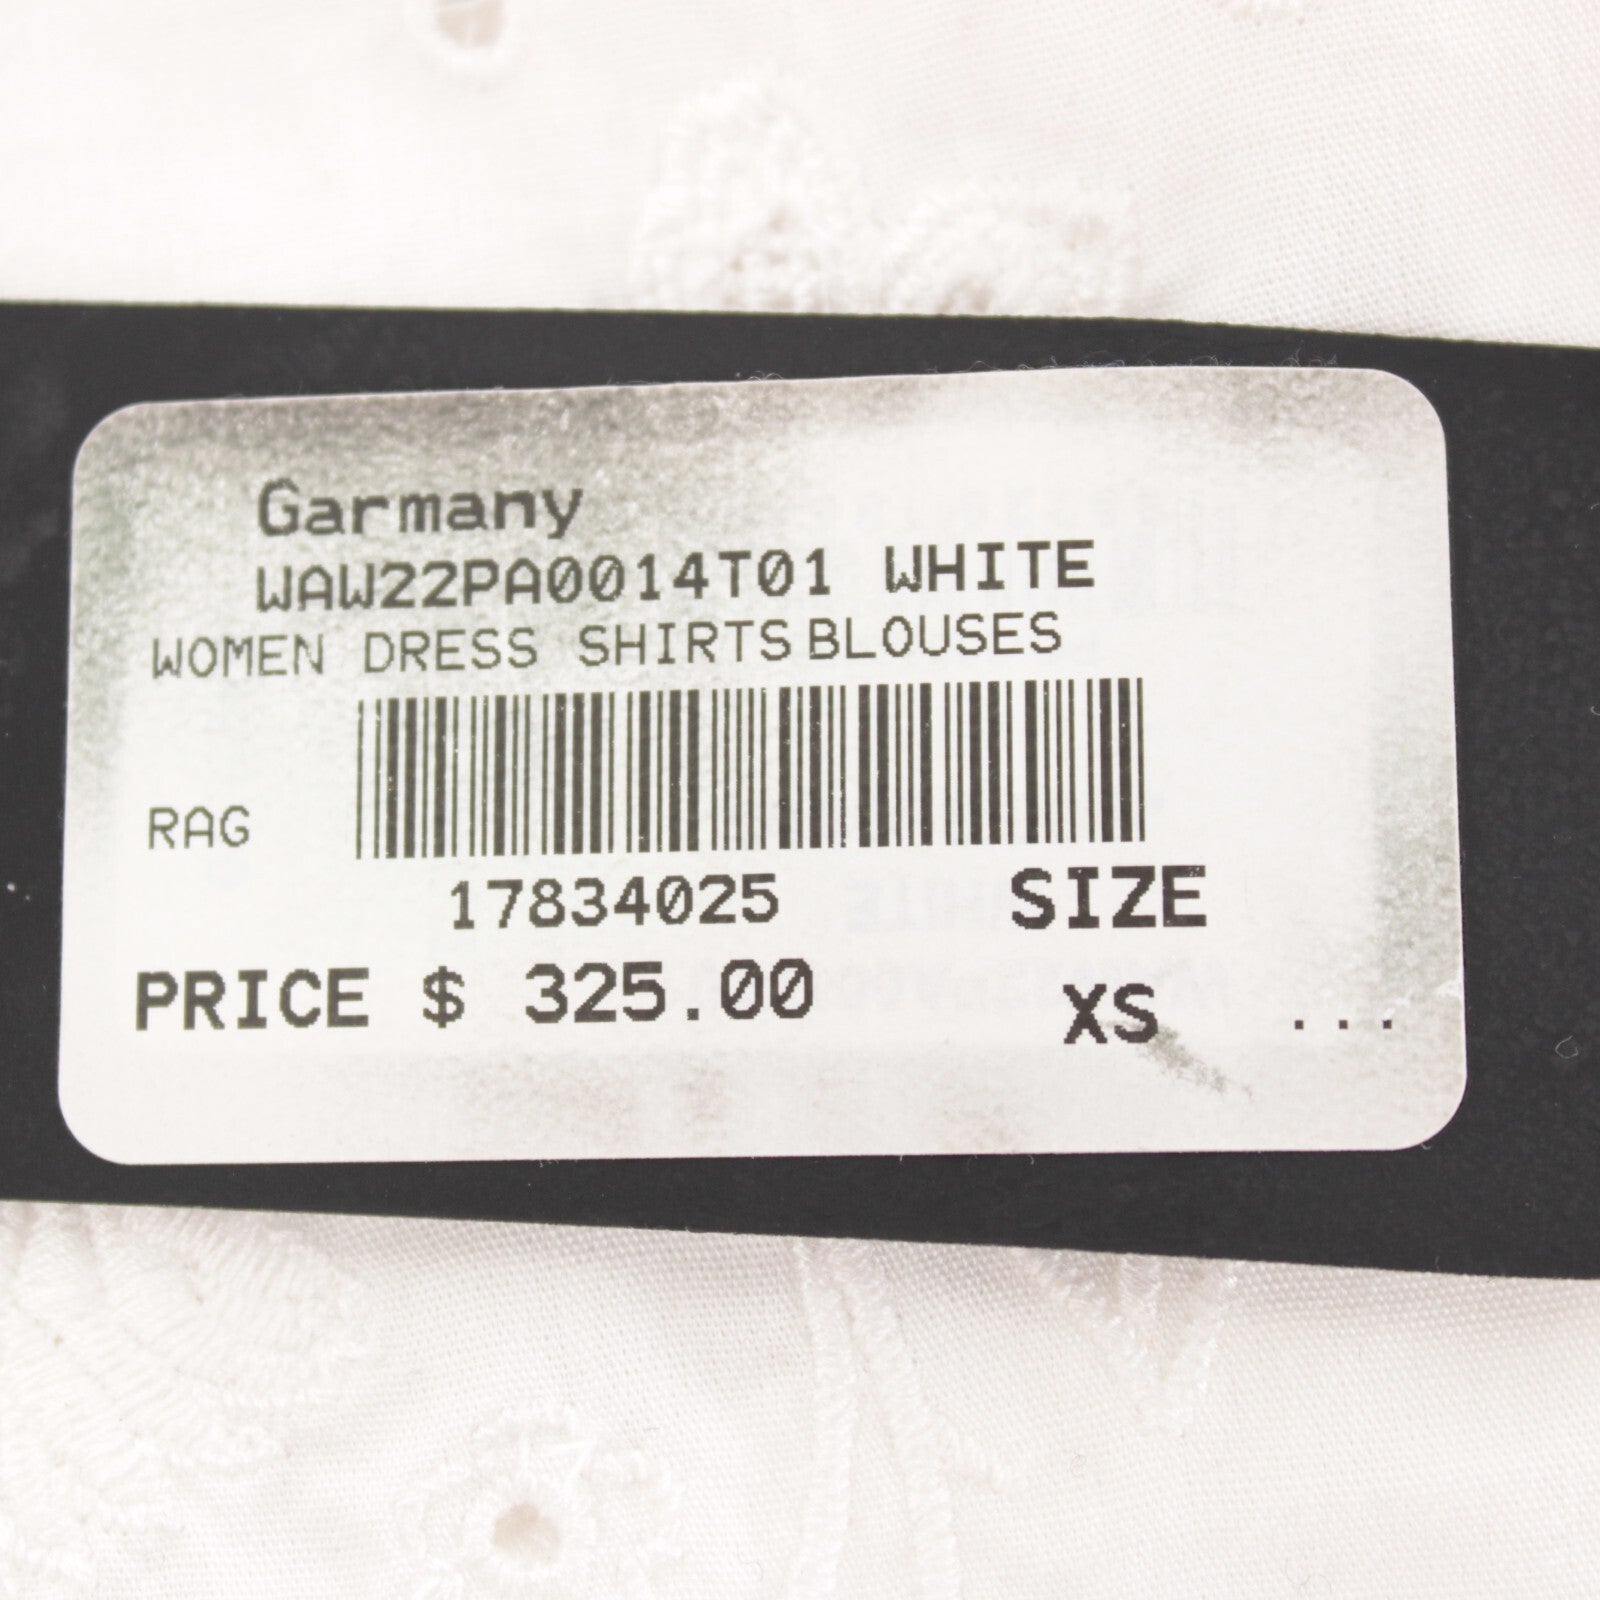 Garmany
WAW22PA0014T01 WHITE
WOMEN DRESS SHIRTS BLOUSES
RAG
17834025 SIZE
PRICE $ 325.00 XS ...